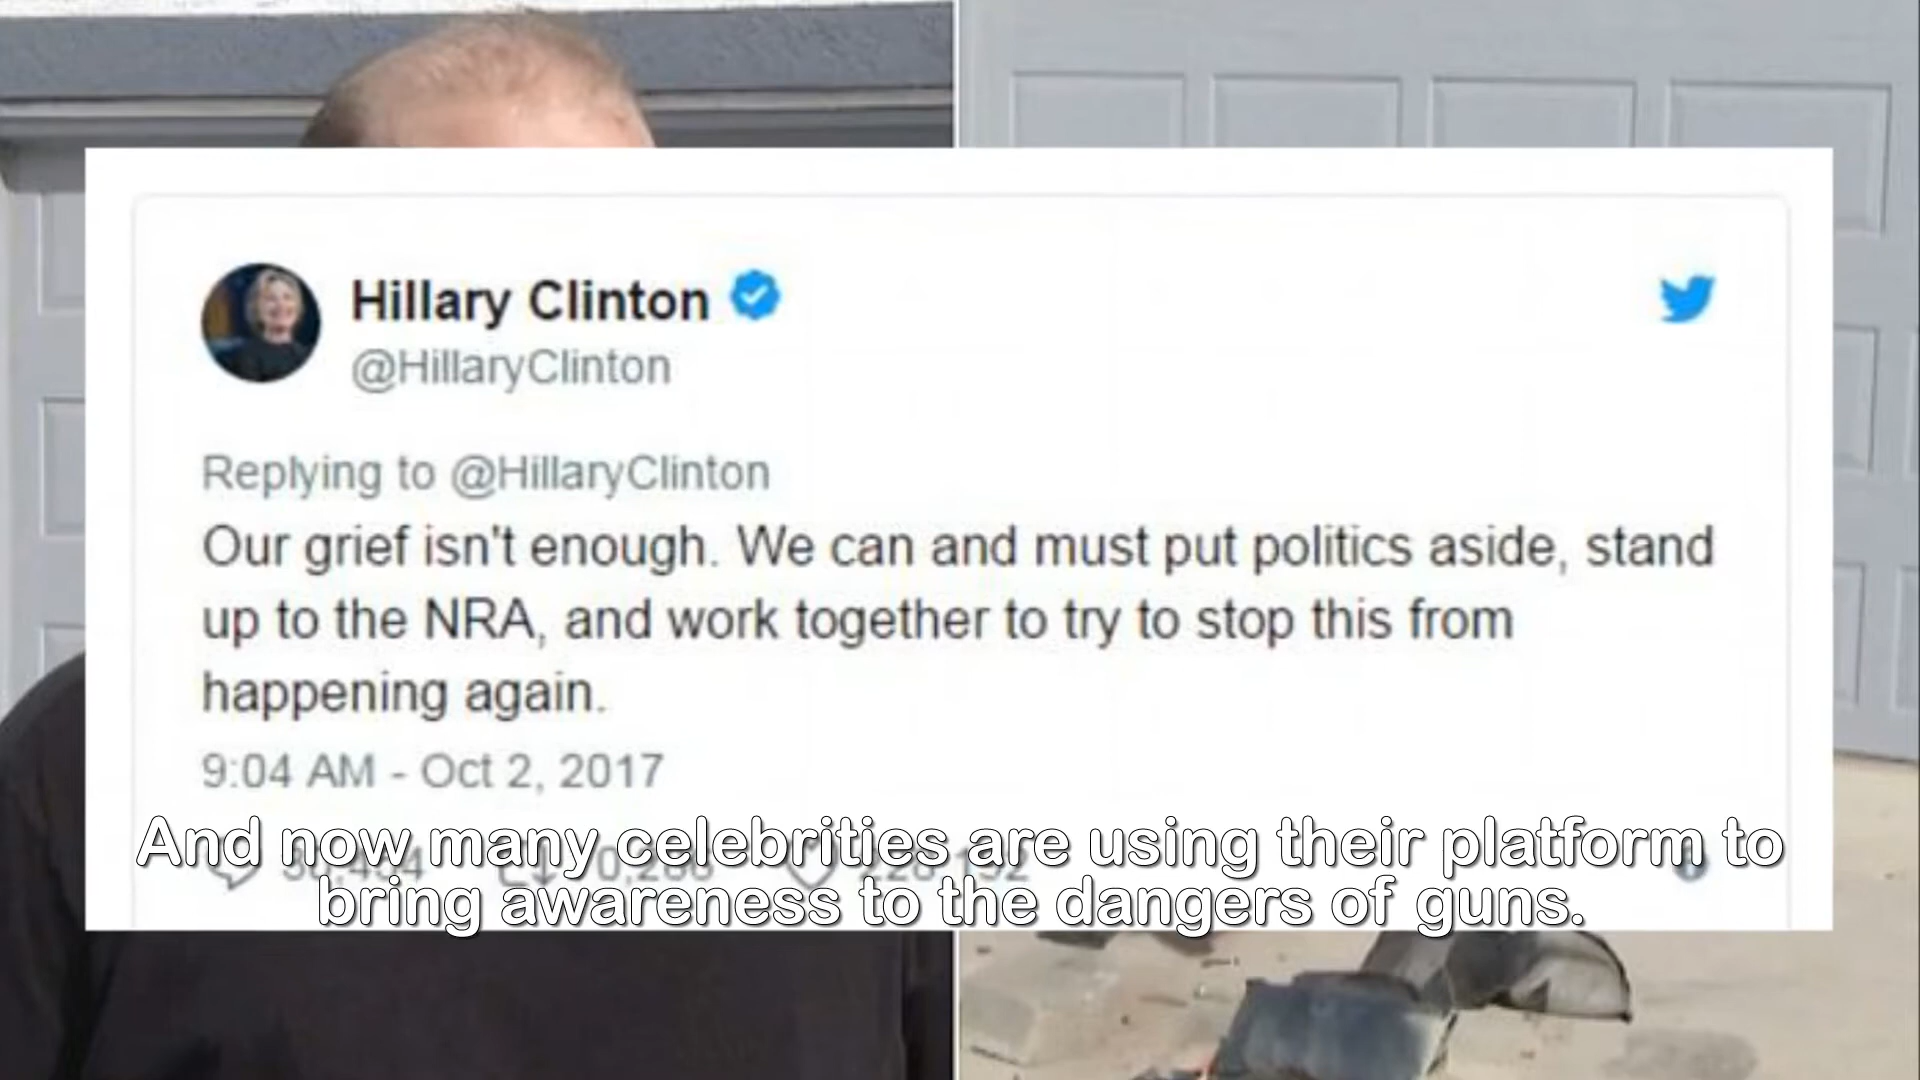 Hillary Clinton
@HillaryClinton
Replying to @HillaryClinton
Our grief isn't enough. We can and must put politics aside, stand
up to the NRA, and work together to try to stop this from
happening again.
9:04 AM - Oct 2, 2017
And now many celebrities are using their platform to
bring awareness to the dangers of guns.